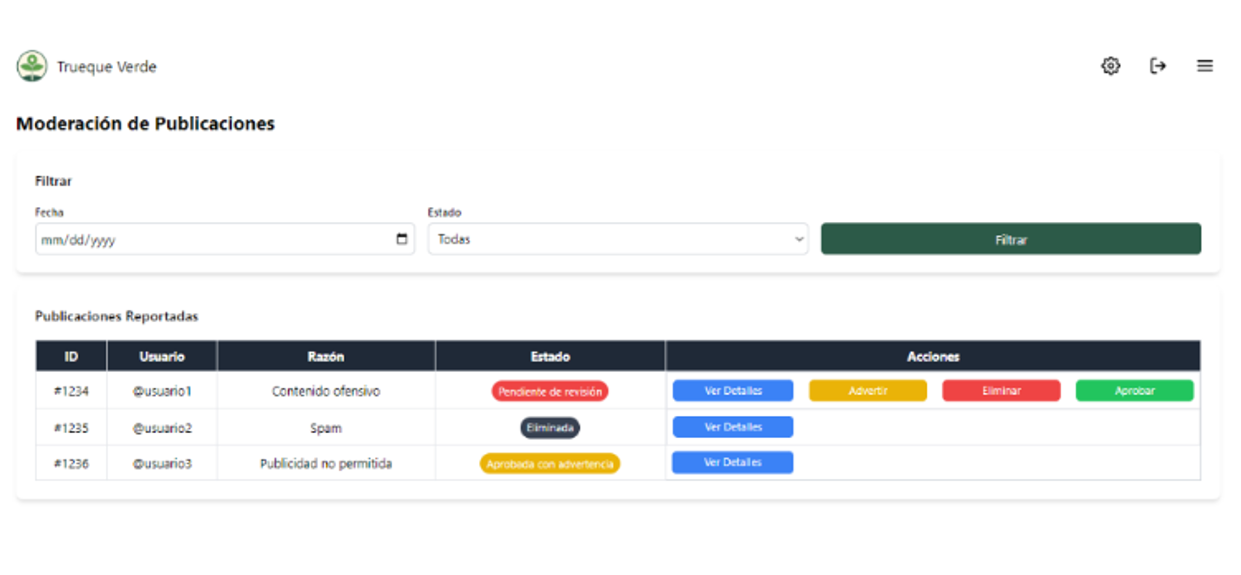 Trueque Verde
Moderación de Publicaciones
Filtrar
Fecha Estado
mm/dd/yyyy Todas Filtrar
Publicaciones Reportadas
ID Usuario Razón Estado Acciones
#1234 @usuario1 Contenido ofensivo Pendiente de revisión Ver Detalles Advertir Eliminar Aprobar
#1235 @usuario2 Spam Eliminada Ver Detalles
#1236 @usuario3 Publicidad no permitida Aprobada con advertencia Ver Detalles